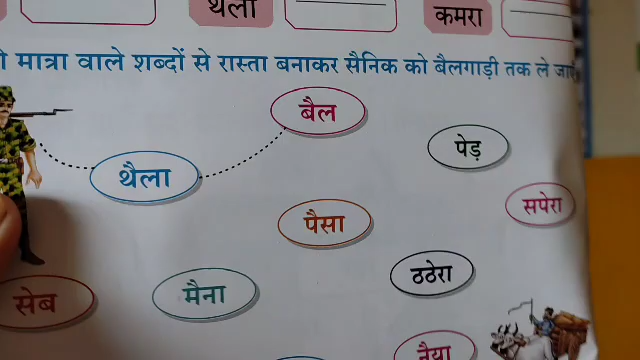 थैला
कमरा
मात्रा वाले शब्दों से रास्ता बनाकर सैनिक को बैलगाड़ी तक ले
बैल
पेड़
थैला
सपेरा
पैसा
ठठेरा
सेब
मैना
नैया